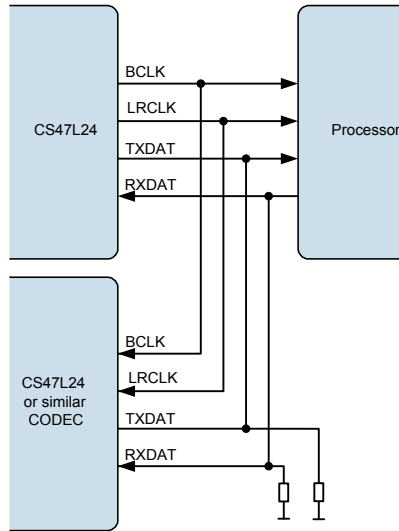 BCLK
LRCLK
CS47L24
Processor
TXDAT
RXDAT
BCLK
LRCLK
CS47L24
or similar
CODEC
TXDAT
RXDAT